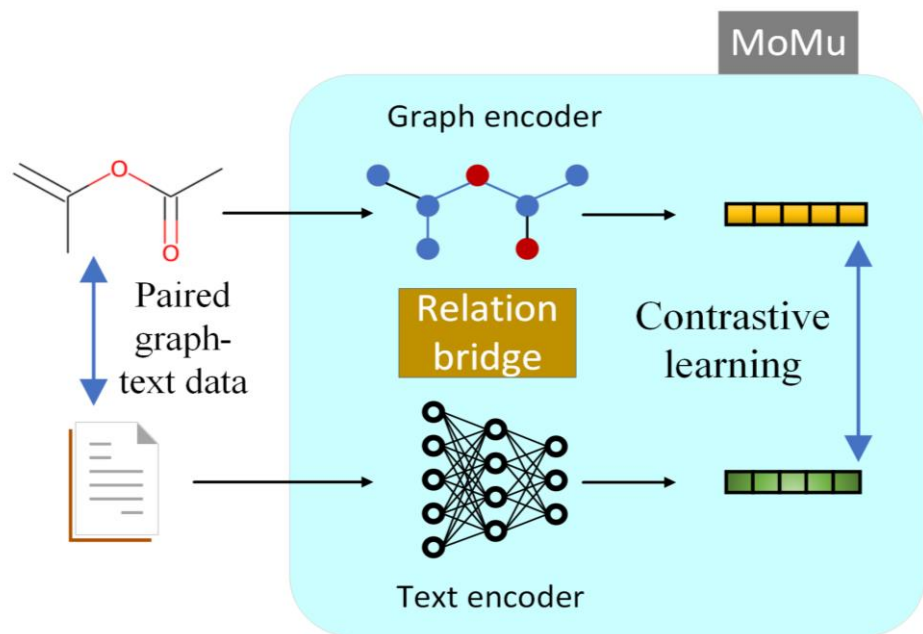 MoMu
Graph encoder
O
O
Paired
graph-
text data
Relation
bridge
Contrastive
learning
Text encoder